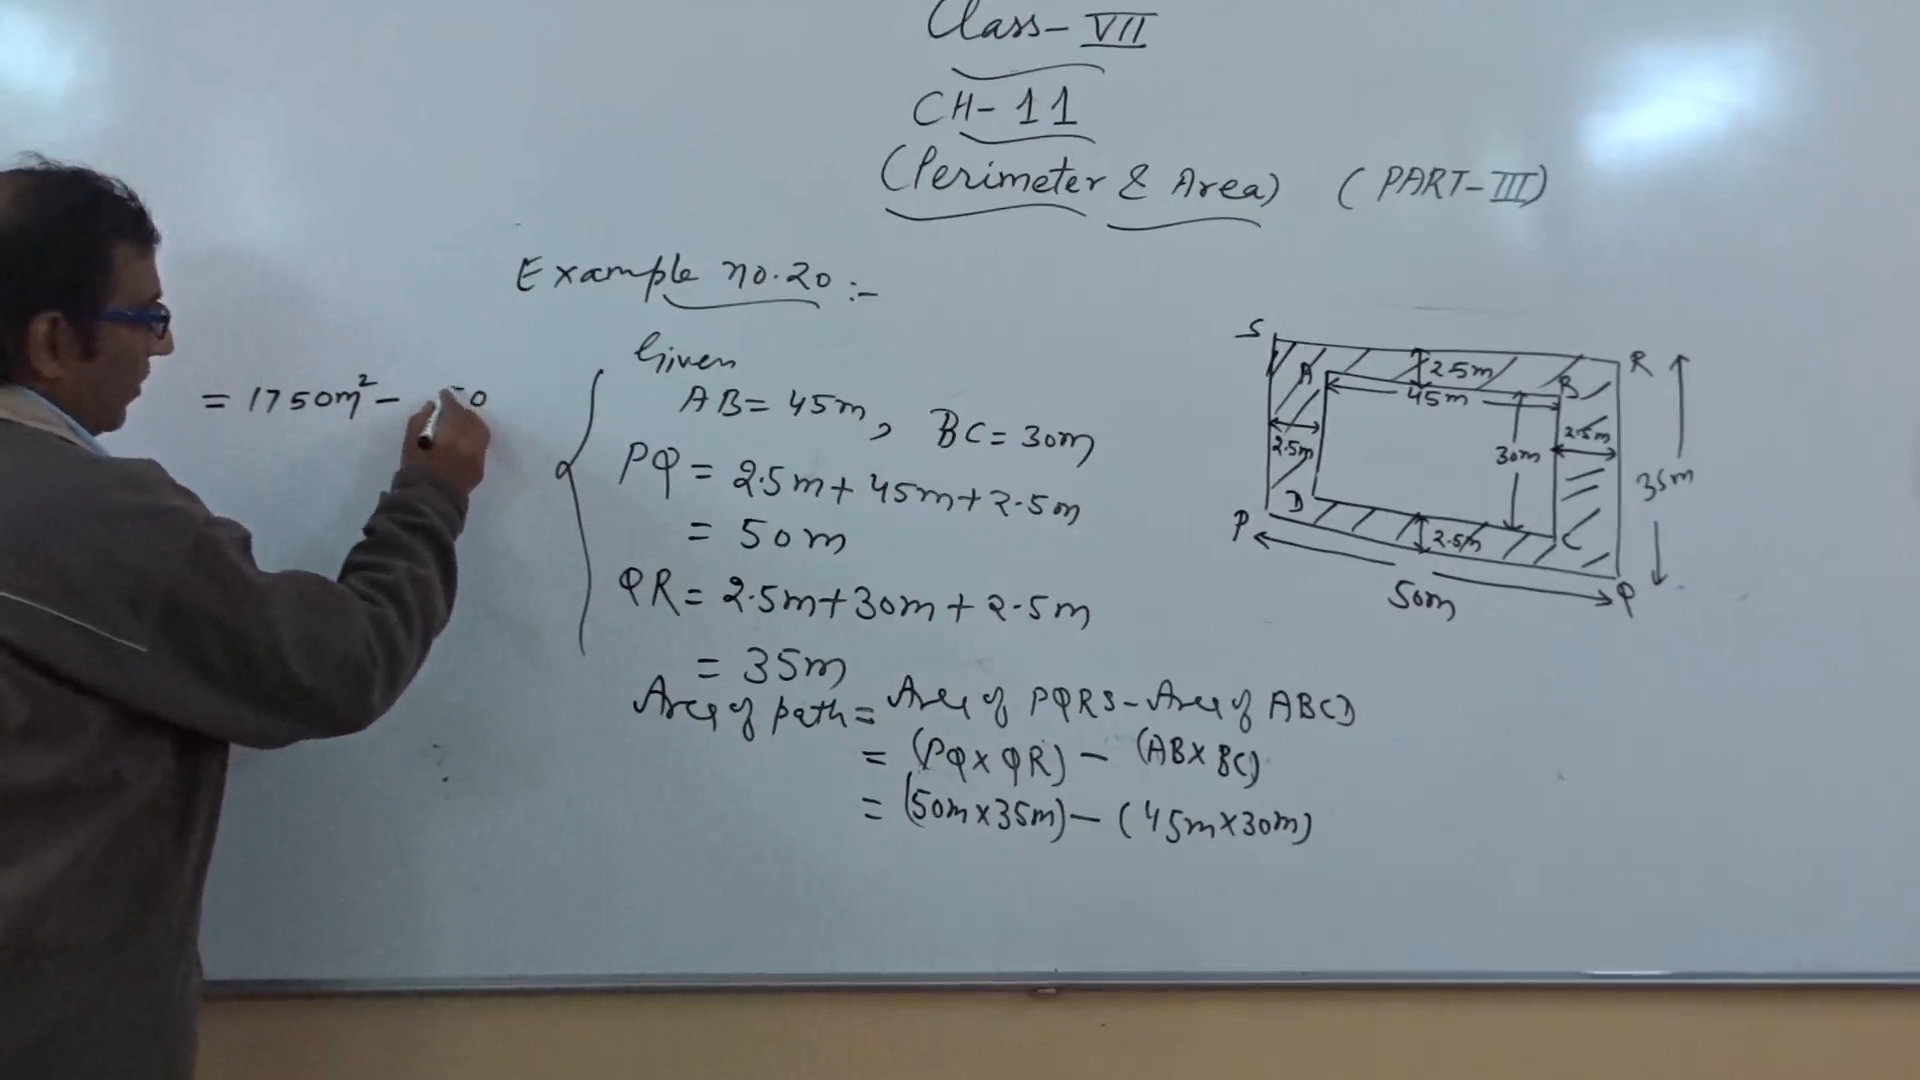 Class-VII
CH-11
(Perimeter & Area) (PART-III)
Example no.20:-
Given
AB = 45m, BC = 30m
PQ = 2.5m + 45m + 2.5m
= 50m
QR = 2.5m + 30m + 2.5m
= 35m
Area of path = Area of PQRS - Area of ABCD
= (PQ × QR) - (AB × BC)
= (50m × 35m) - (45m × 30m)
= 1750m² -
S
R
2.5m
A
B
45m
2.5m
2.5m
30m
35m
D
C
P
2.5m
50m
Q